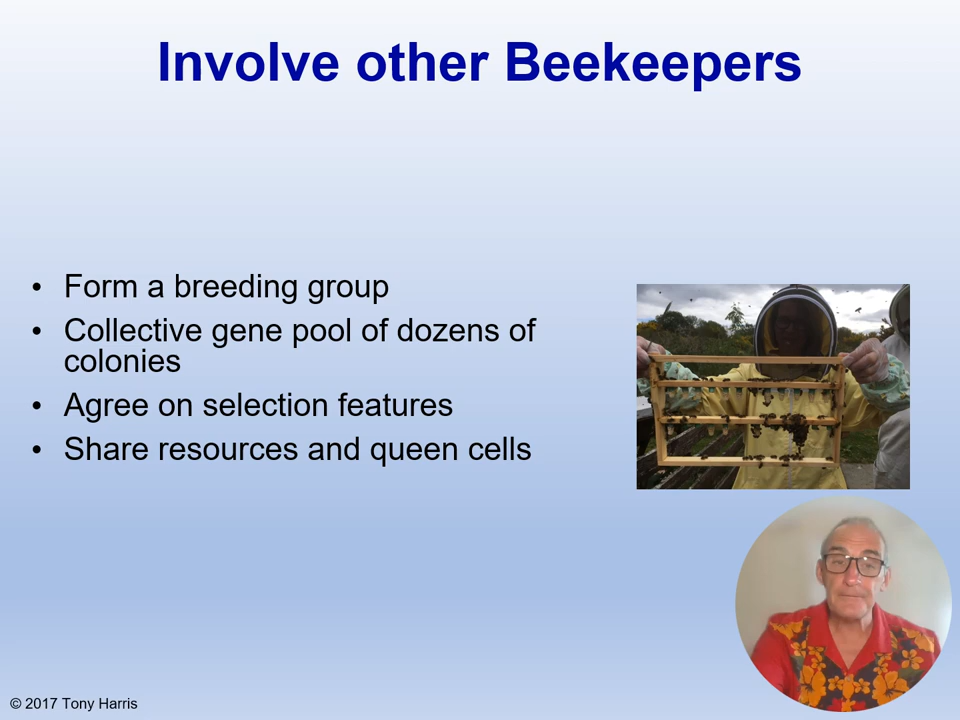 Involve other Beekeepers
• Form a breeding group
• Collective gene pool of dozens of
colonies
• Agree on selection features
• Share resources and queen cells
© 2017 Tony Harris